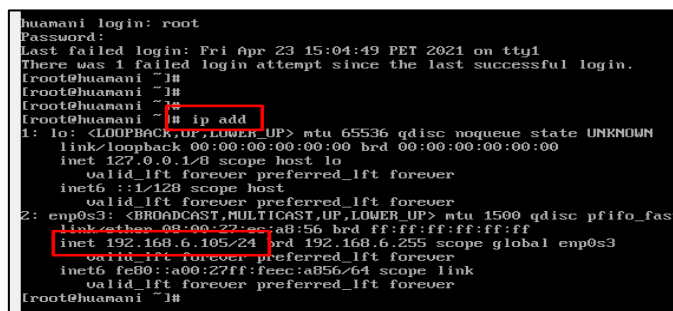 huamani login: root
Password:
Last failed login: Fri Apr 23 15:04:49 PET 2021 on tty1
There was 1 failed login attempt since the last successful login.
[root@huamani ~]#
[root@huamani ~]#
[root@huamani ~]#
[root@huamani ~]# ip add
1: lo: <LOOPBACK,UP,LOWER_UP> mtu 65536 qdisc noqueue state UNKNOWN
link/loopback 00:00:00:00:00:00 brd 00:00:00:00:00:00
inet 127.0.0.1/8 scope host lo
valid_lft forever preferred_lft forever
inet6 ::1/128 scope host
valid_lft forever preferred_lft forever
2: enp0s3: <BROADCAST,MULTICAST,UP,LOWER_UP> mtu 1500 qdisc pfifo_fas
link/ether 08:00:27:ec:a8:56 brd ff:ff:ff:ff:ff:ff
inet 192.168.6.105/24 brd 192.168.6.255 scope global enp0s3
valid_lft forever preferred_lft forever
inet6 fe80::a00:27ff:feec:a856/64 scope link
valid_lft forever preferred_lft forever
[root@huamani ~]#